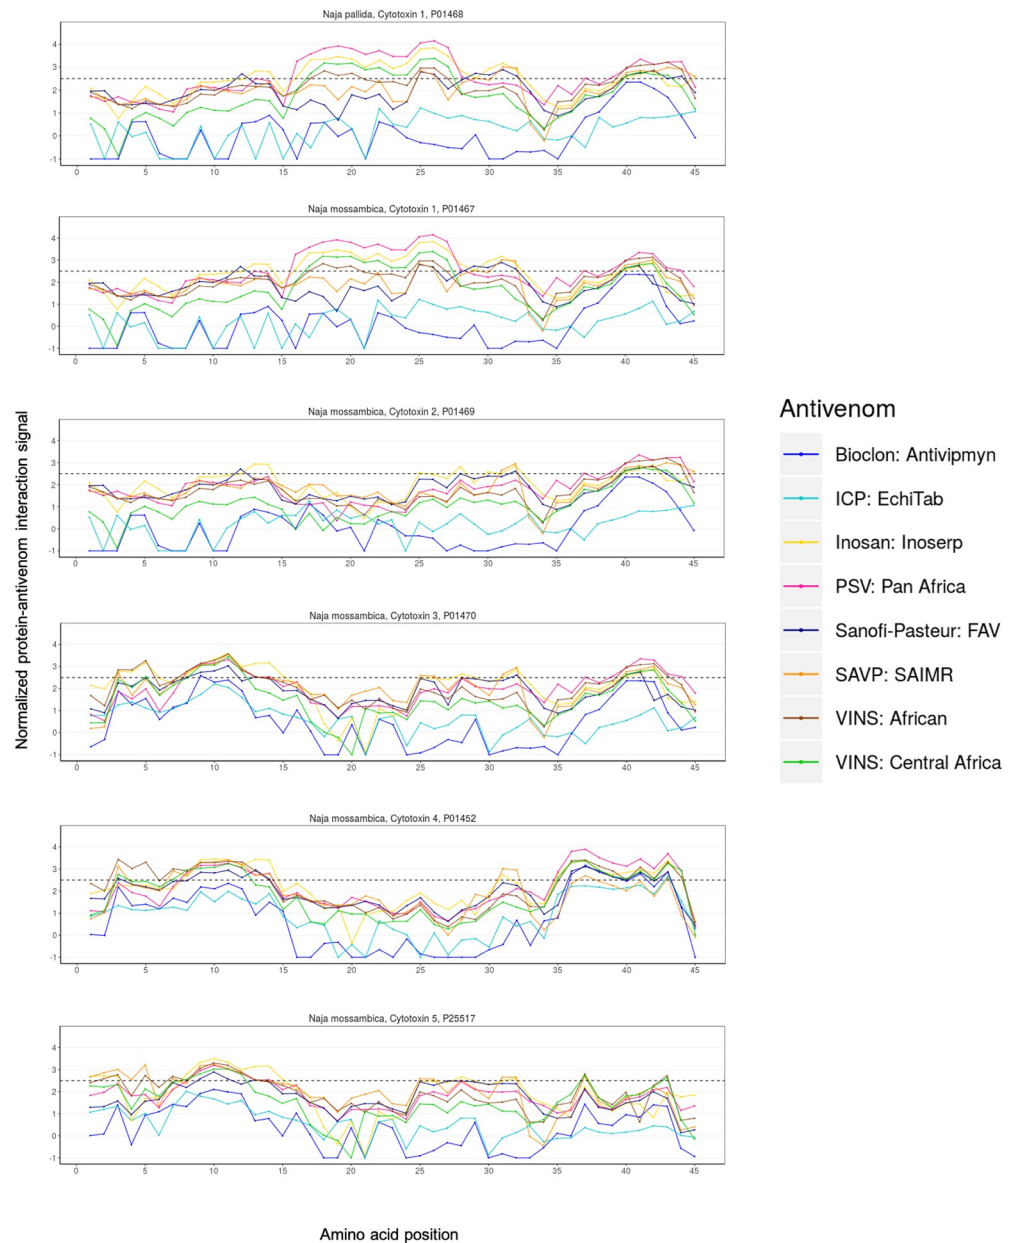 Naja pallida, Cytotoxin 1, P01468
4
3
2
1
0
-1
0 5 10 15 20 25 30 35 40 45
Naja mossambica, Cytotoxin 1, P01467
4
3
2
1
0
-1
0 5 10 15 20 25 30 35 40 45
Naja mossambica, Cytotoxin 2, P01469
4
3
2
1
0
-1
0 5 10 15 20 25 30 35 40 45
Naja mossambica, Cytotoxin 3, P01470
4
3
2
1
0
-1
0 5 10 15 20 25 30 35 40 45
Naja mossambica, Cytotoxin 4, P01452
4
3
2
1
0
-1
0 5 10 15 20 25 30 35 40 45
Naja mossambica, Cytotoxin 5, P25517
4
3
2
1
0
-1
0 5 10 15 20 25 30 35 40 45
Normalized protein-antivenom interaction signal
Amino acid position
Antivenom
Bioclon: Antivipmyn
ICP: EchiTab
Inosan: Inoserp
PSV: Pan Africa
Sanofi-Pasteur: FAV
SAVP: SAIMR
VINS: African
VINS: Central Africa